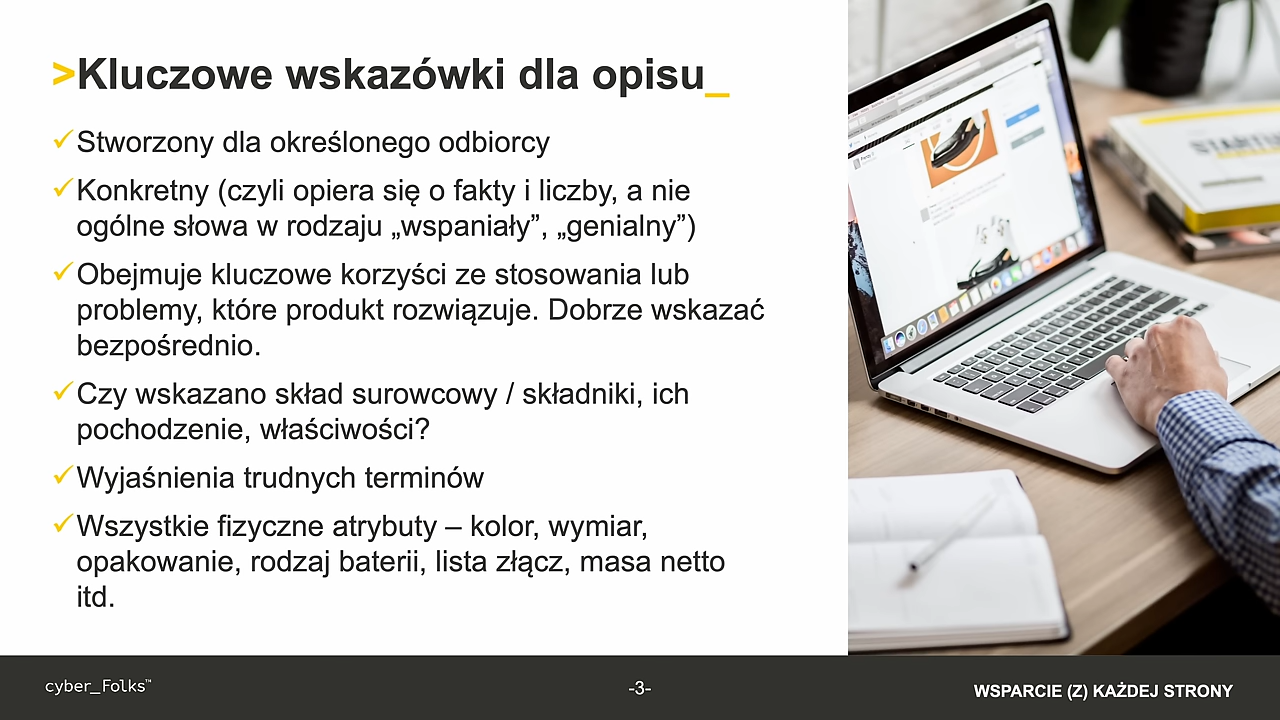 >Kluczowe wskazówki dla opisu_
✓Stworzony dla określonego odbiorcy
✓Konkretny (czyli opiera się o fakty i liczby, a nie
ogólne słowa w rodzaju „wspaniały”, „genialny”)
✓Obejmuje kluczowe korzyści ze stosowania lub
problemy, które produkt rozwiązuje. Dobrze wskazać
bezpośrednio.
✓Czy wskazano skład surowcowy / składniki, ich
pochodzenie, właściwości?
✓Wyjaśnienia trudnych terminów
✓Wszystkie fizyczne atrybuty – kolor, wymiar,
opakowanie, rodzaj baterii, lista złącz, masa netto
itd.
cyber_Folks™
-3-
WSPARCIE (Z) KAŻDEJ STRONY